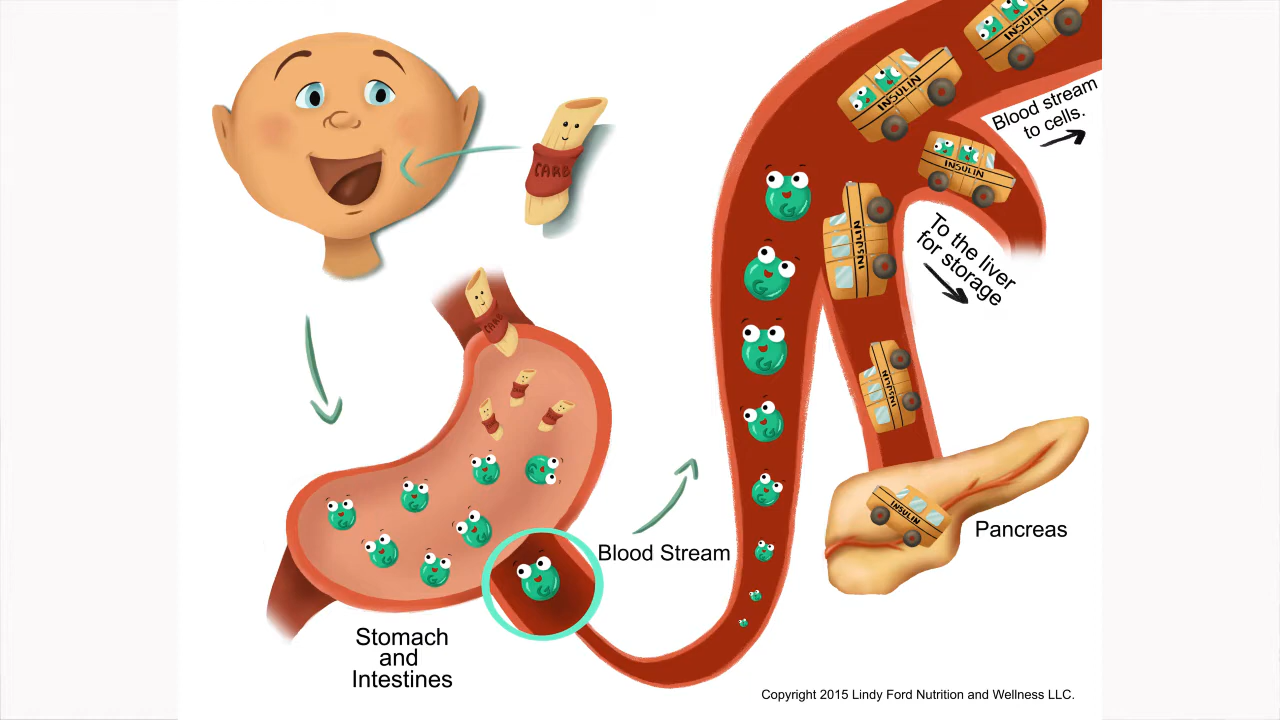 CARB
CARB
INSULIN
INSULIN
Blood stream
to cells.
INSULIN
INSULIN
To the liver
for storage
INSULIN
INSULIN
Pancreas
Blood Stream
Stomach
and
Intestines
Copyright 2015 Lindy Ford Nutrition and Wellness LLC.